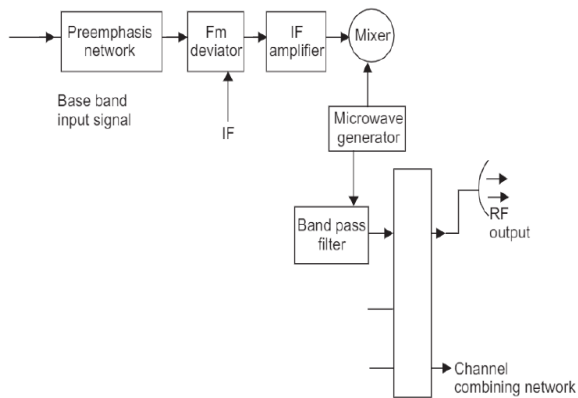 Preemphasis
network
Fm
deviator
IF
amplifier
Mixer
Base band
input signal
IF
Microwave
generator
Band pass
filter
RF
output
Channel
combining network